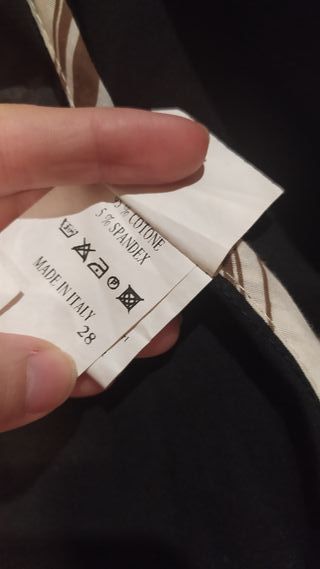 % COTONE
5 % SPANDEX
MADE IN ITALY
28